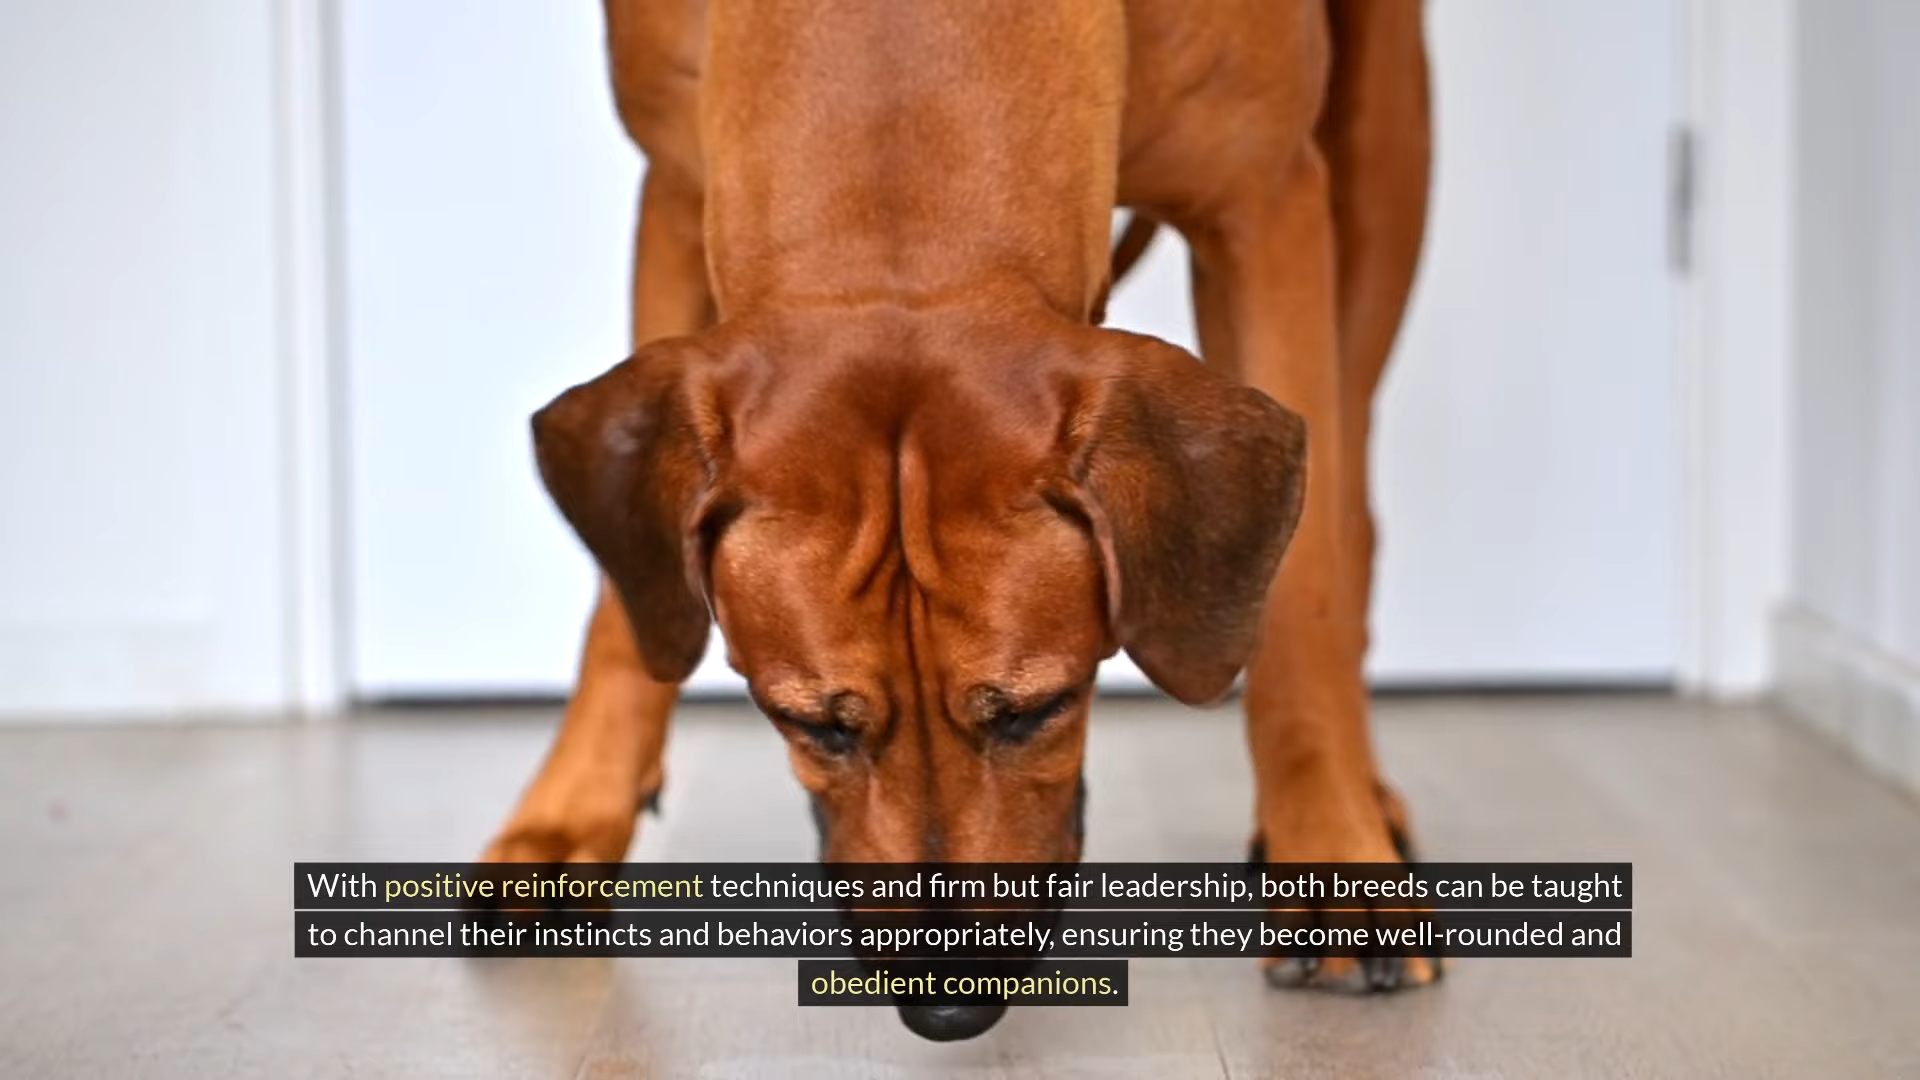 With positive reinforcement techniques and firm but fair leadership, both breeds can be taught
to channel their instincts and behaviors appropriately, ensuring they become well-rounded and
obedient companions.